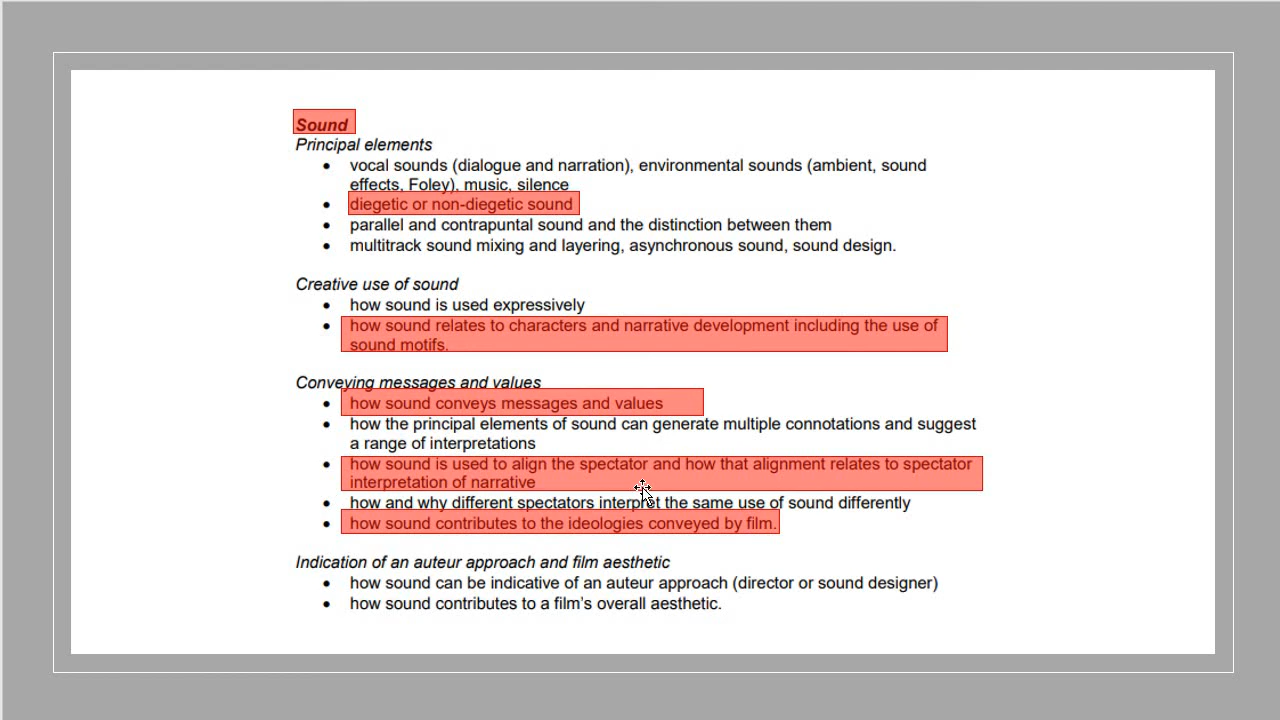 Sound
Principal elements
• vocal sounds (dialogue and narration), environmental sounds (ambient, sound
effects, Foley), music, silence
• diegetic or non-diegetic sound
• parallel and contrapuntal sound and the distinction between them
• multitrack sound mixing and layering, asynchronous sound, sound design.
Creative use of sound
• how sound is used expressively
• how sound relates to characters and narrative development including the use of
sound motifs.
Conveying messages and values
• how sound conveys messages and values
• how the principal elements of sound can generate multiple connotations and suggest
a range of interpretations
• how sound is used to align the spectator and how that alignment relates to spectator
interpretation of narrative
• how and why different spectators interpret the same use of sound differently
• how sound contributes to the ideologies conveyed by film.
Indication of an auteur approach and film aesthetic
• how sound can be indicative of an auteur approach (director or sound designer)
• how sound contributes to a film’s overall aesthetic.